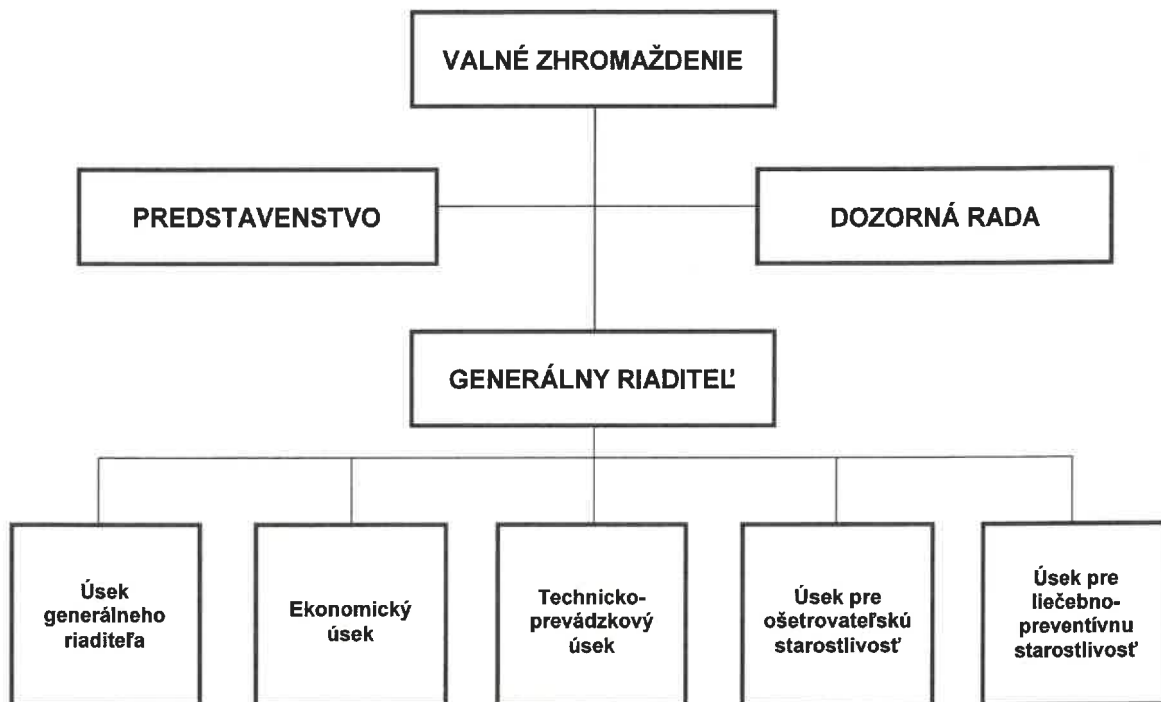 VALNÉ ZHROMAŽDENIE
PREDSTAVENSTVO
DOZORNÁ RADA
GENERÁLNY RIADITEĽ
Úsek
generálneho
riaditeľa
Ekonomický
úsek
Technicko-
prevádzkový
úsek
Úsek pre
ošetrovateľskú
starostlivosť
Úsek pre
liečebno-
preventívnu
starostlivosť